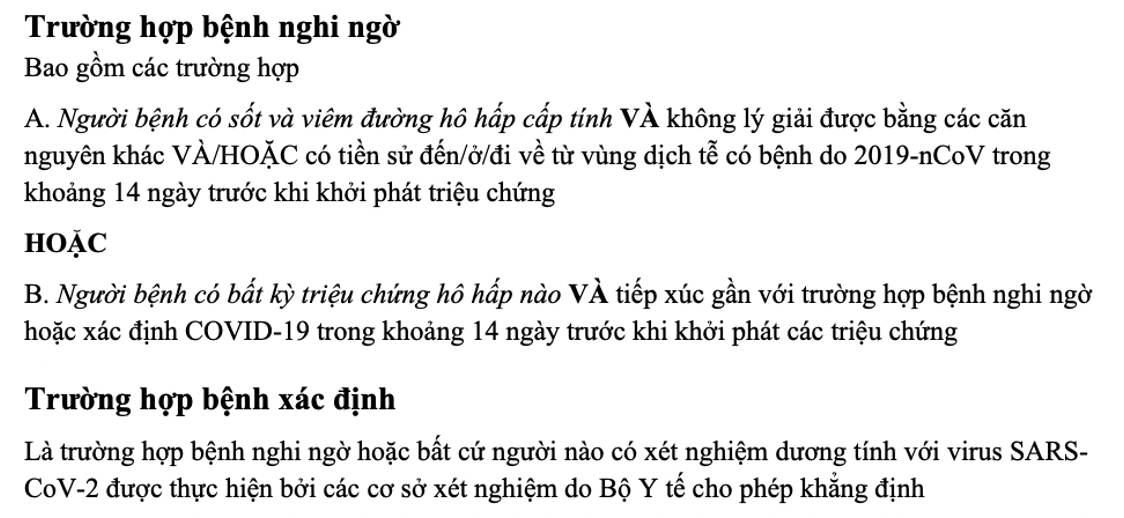 Trường hợp bệnh nghi ngờ
Bao gồm các trường hợp
A. Người bệnh có sốt và viêm đường hô hấp cấp tính VÀ không lý giải được bằng các căn
nguyên khác VÀ/HOẶC có tiền sử đến/ở/đi về từ vùng dịch tễ có bệnh do 2019-nCoV trong
khoảng 14 ngày trước khi khởi phát triệu chứng
HOẶC
B. Người bệnh có bất kỳ triệu chứng hô hấp nào VÀ tiếp xúc gần với trường hợp bệnh nghi ngờ
hoặc xác định COVID-19 trong khoảng 14 ngày trước khi khởi phát các triệu chứng
Trường hợp bệnh xác định
Là trường hợp bệnh nghi ngờ hoặc bất cứ người nào có xét nghiệm dương tính với virus SARS-
CoV-2 được thực hiện bởi các cơ sở xét nghiệm do Bộ Y tế cho phép khẳng định